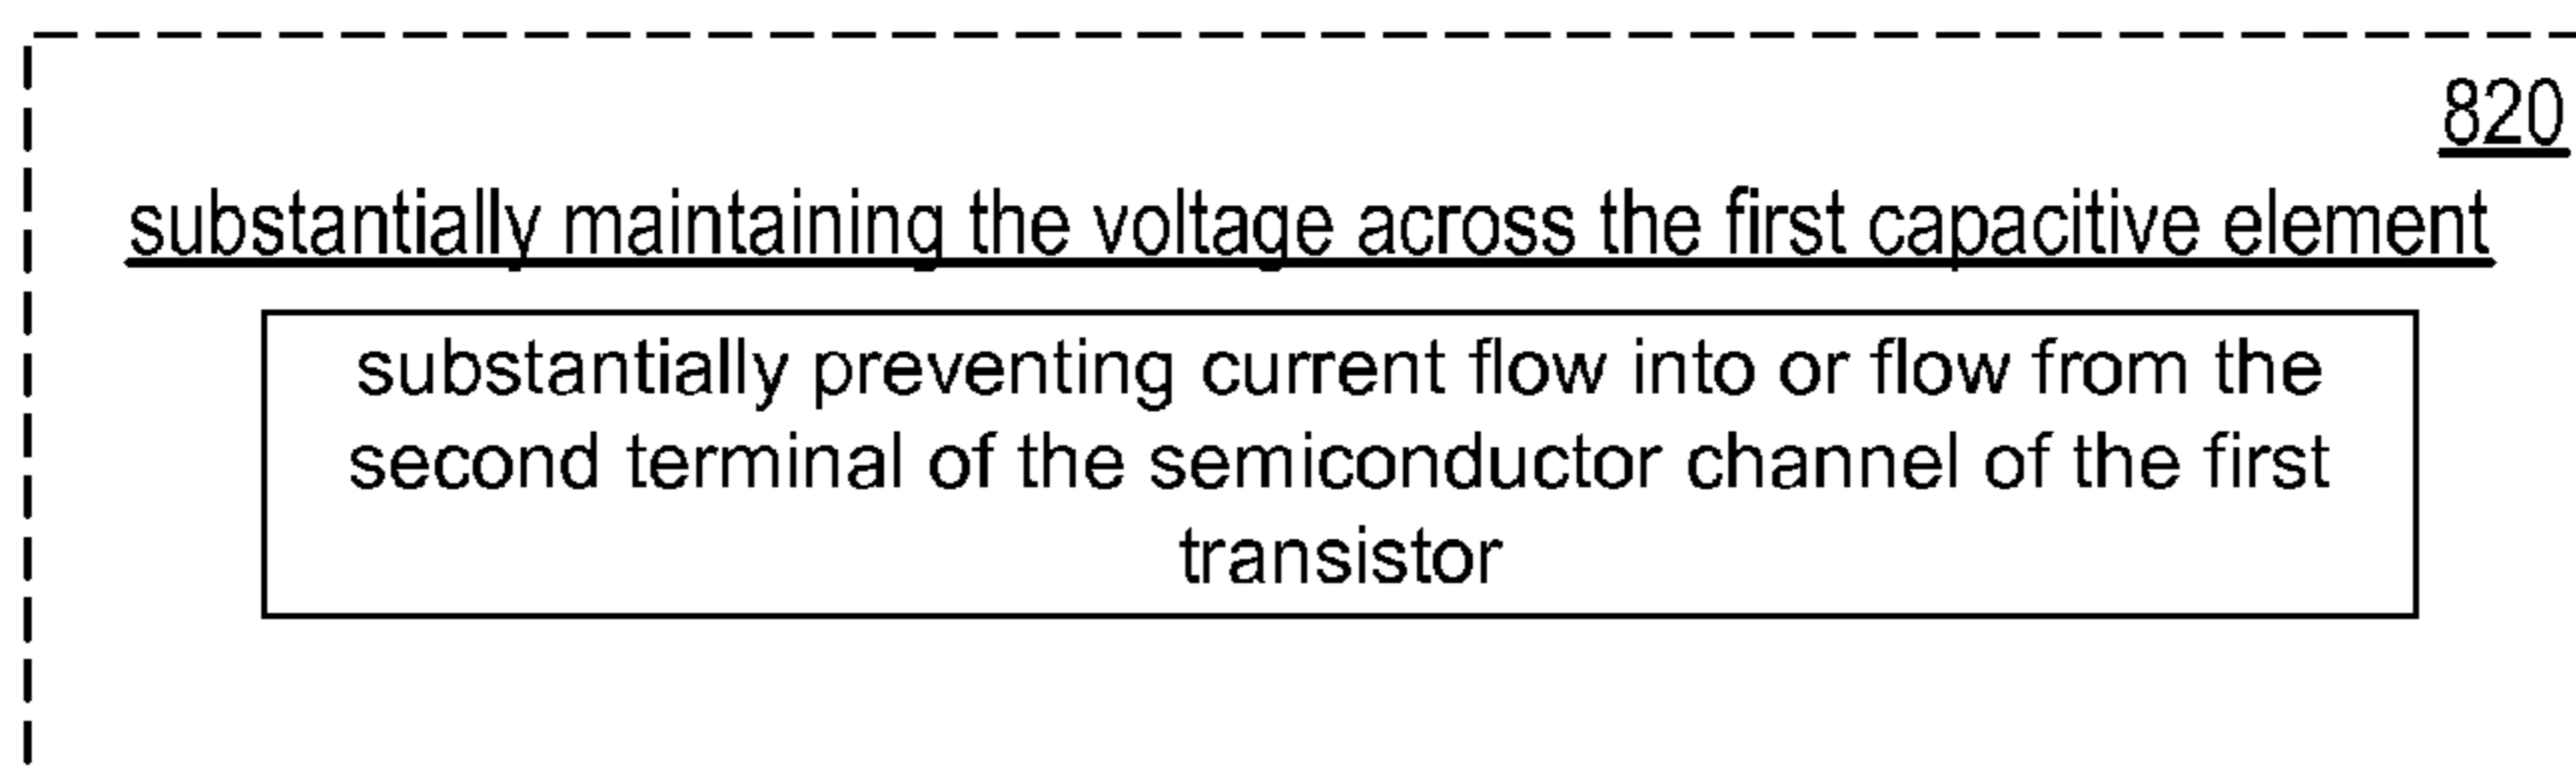 820
substantially maintaining the voltage across the first capacitive element
substantially preventing current flow into or flow from the
second terminal of the semiconductor channel of the first
transistor